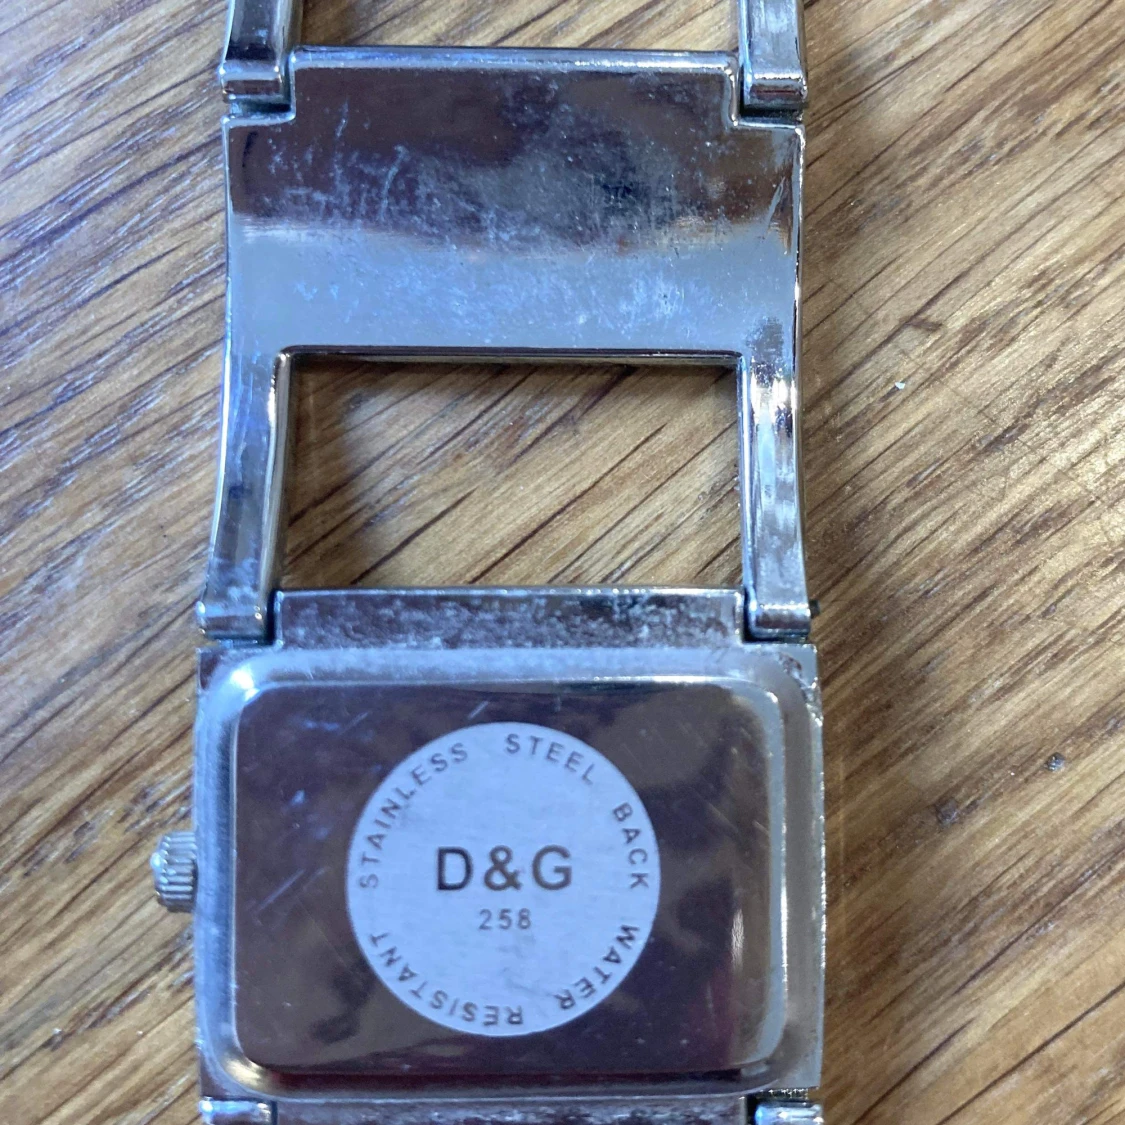 STAINLESS STEEL BACK WATER RESISTANT
D&G
258